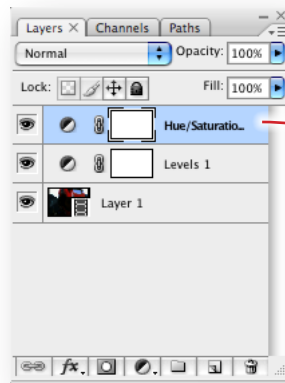 Layers × Channels Paths
Normal Opacity: 100%
Lock: Fill: 100%
Hue/Saturatio...
Levels 1
Layer 1
fx.